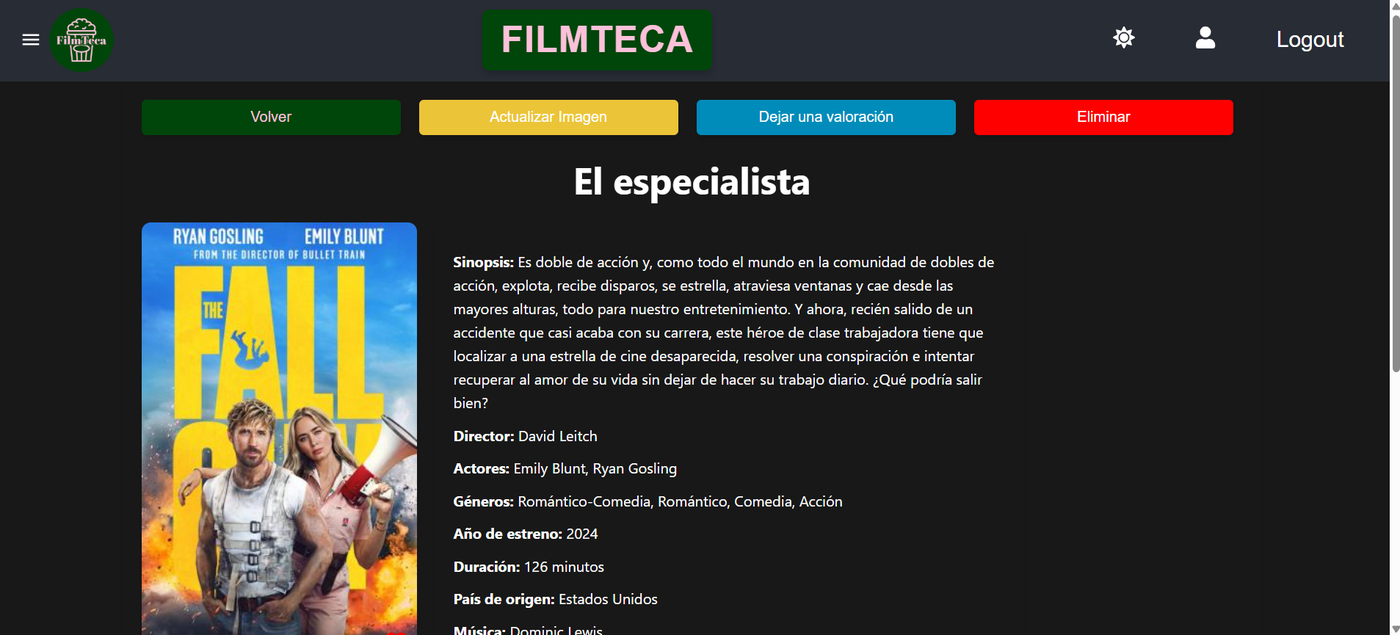 FilmTeca
FILMTECA
Logout
Volver
Actualizar Imagen
Dejar una valoración
Eliminar
El especialista
RYAN GOSLING EMILY BLUNT
FROM THE DIRECTOR OF BULLET TRAIN
THE
FALL
GUY
Sinopsis: Es doble de acción y, como todo el mundo en la comunidad de dobles de
acción, explota, recibe disparos, se estrella, atraviesa ventanas y cae desde las
mayores alturas, todo para nuestro entretenimiento. Y ahora, recién salido de un
accidente que casi acaba con su carrera, este héroe de clase trabajadora tiene que
localizar a una estrella de cine desaparecida, resolver una conspiración e intentar
recuperar al amor de su vida sin dejar de hacer su trabajo diario. ¿Qué podría salir
bien?
Director: David Leitch
Actores: Emily Blunt, Ryan Gosling
Géneros: Romántico-Comedia, Romántico, Comedia, Acción
Año de estreno: 2024
Duración: 126 minutos
País de origen: Estados Unidos
Música: Dominic Lewis